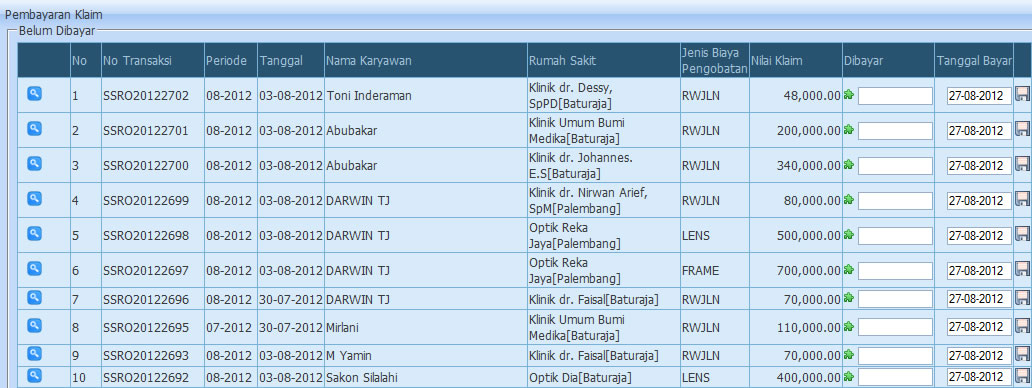 Pembayaran Klaim
Belum Dibayar
No No Transaksi Periode Tanggal Nama Karyawan Rumah Sakit Jenis Biaya Pengobatan Nilai Klaim Dibayar Tanggal Bayar
1 SSRO20122702 08-2012 03-08-2012 Toni Inderaman Klinik dr. Dessy, SpPD[Baturaja] RWJLN 48,000.00 27-08-2012
2 SSRO20122701 08-2012 03-08-2012 Abubakar Klinik Umum Bumi Medika[Baturaja] RWJLN 200,000.00 27-08-2012
3 SSRO20122700 08-2012 03-08-2012 Abubakar Klinik dr. Johannes. E.S[Baturaja] RWJLN 340,000.00 27-08-2012
4 SSRO20122699 08-2012 03-08-2012 DARWIN TJ Klinik dr. Nirwan Arief, SpM[Palembang] RWJLN 80,000.00 27-08-2012
5 SSRO20122698 08-2012 03-08-2012 DARWIN TJ Optik Reka Jaya[Palembang] LENS 500,000.00 27-08-2012
6 SSRO20122697 08-2012 03-08-2012 DARWIN TJ Optik Reka Jaya[Palembang] FRAME 700,000.00 27-08-2012
7 SSRO20122696 08-2012 30-07-2012 DARWIN TJ Klinik dr. Faisal[Baturaja] RWJLN 70,000.00 27-08-2012
8 SSRO20122695 07-2012 30-07-2012 Mirlani Klinik Umum Bumi Medika[Baturaja] RWJLN 110,000.00 27-08-2012
9 SSRO20122693 08-2012 03-08-2012 M Yamin Klinik dr. Faisal[Baturaja] RWJLN 70,000.00 27-08-2012
10 SSRO20122692 08-2012 03-08-2012 Sakon Silalahi Optik Dia[Baturaja] LENS 400,000.00 27-08-2012